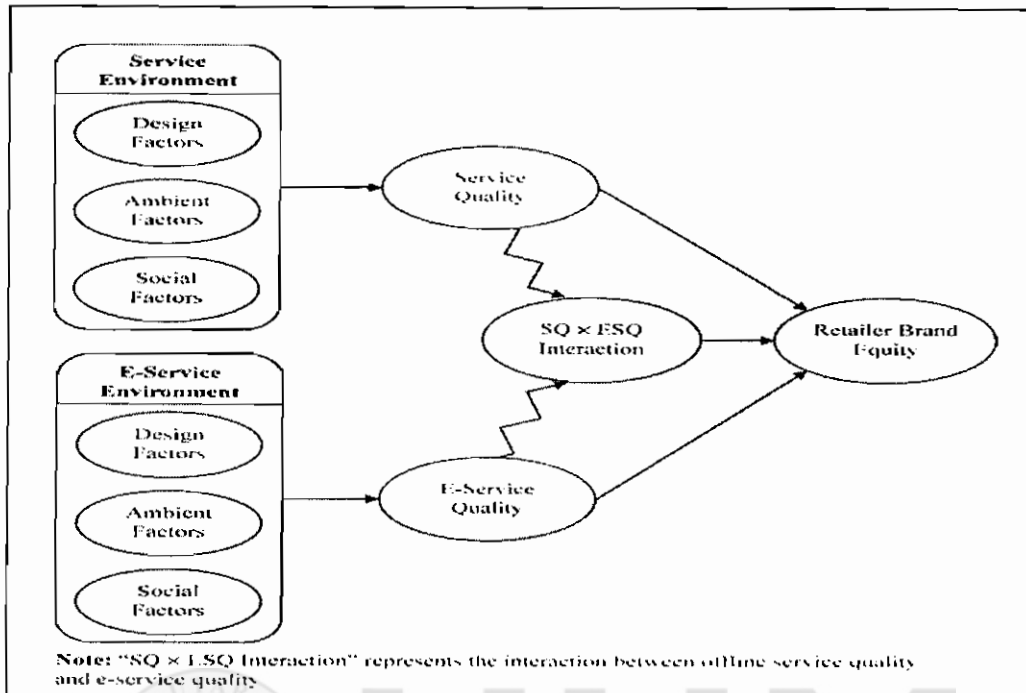 Service
Environment
Design
Factors
Ambient
Factors
Social
Factors
Service
Quality
SQ × ESQ
Interaction
Retailer Brand
Equity
E-Service
Environment
Design
Factors
Ambient
Factors
Social
Factors
E-Service
Quality
Note: "SQ × ESQ Interaction" represents the interaction between offline service quality
and e-service quality